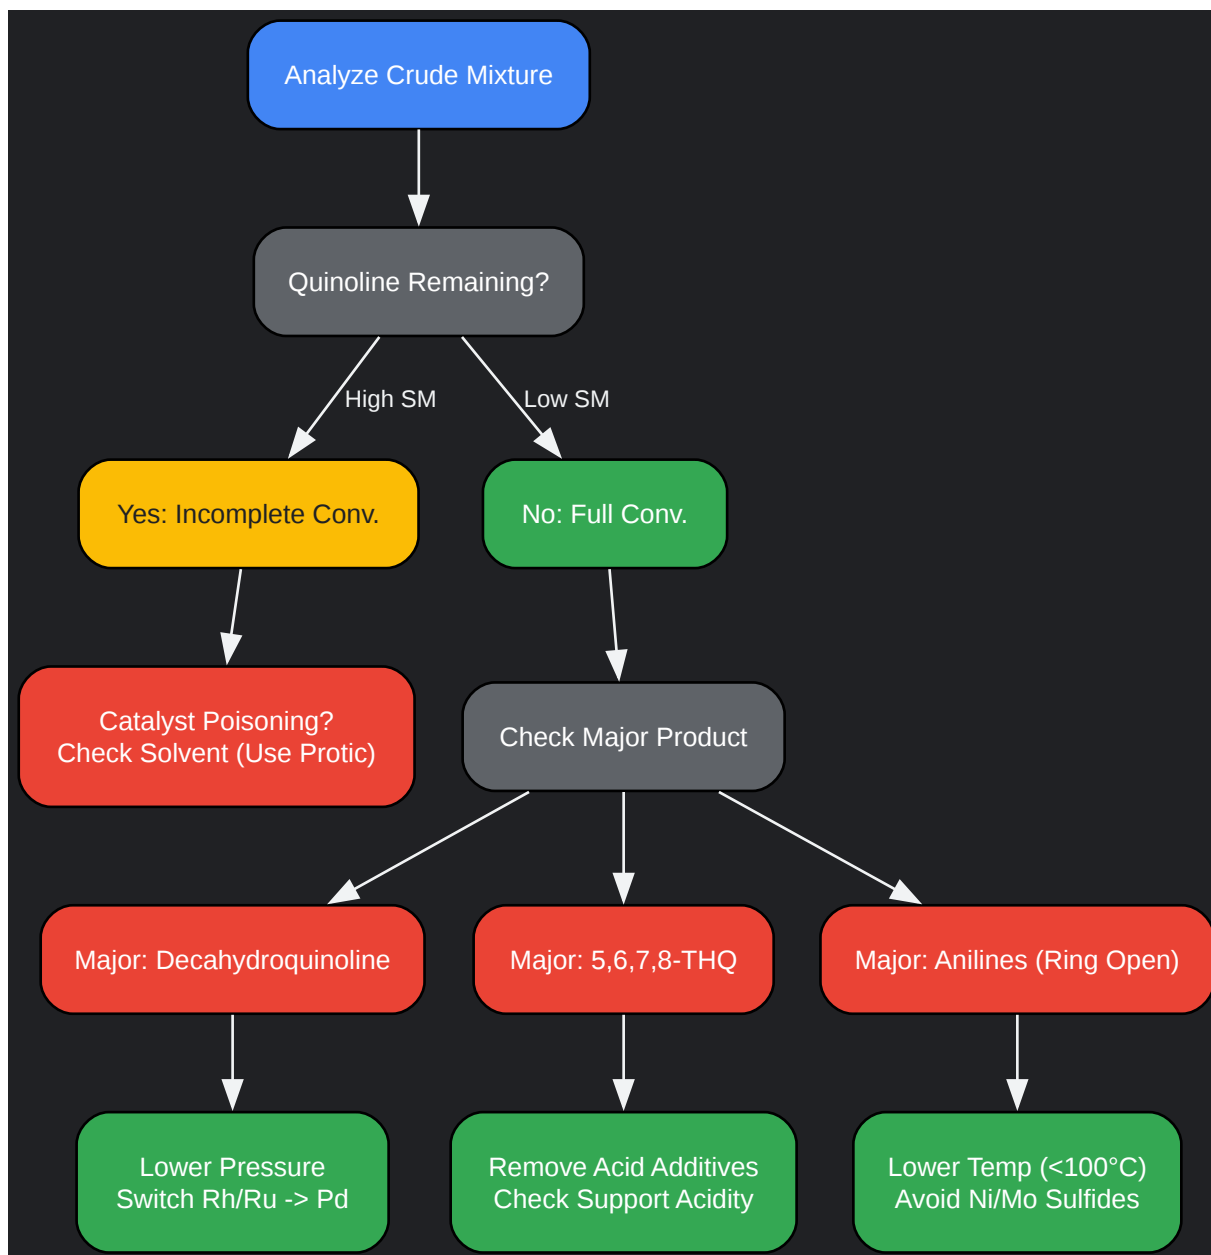 Analyze Crude Mixture
Quinoline Remaining?
High SM
Low SM
Yes: Incomplete Conv.
No: Full Conv.
Catalyst Poisoning?
Check Solvent (Use Protic)
Check Major Product
Major: Decahydroquinoline
Major: 5,6,7,8-THQ
Major: Anilines (Ring Open)
Lower Pressure
Switch Rh/Ru -> Pd
Remove Acid Additives
Check Support Acidity
Lower Temp (<100°C)
Avoid Ni/Mo Sulfides